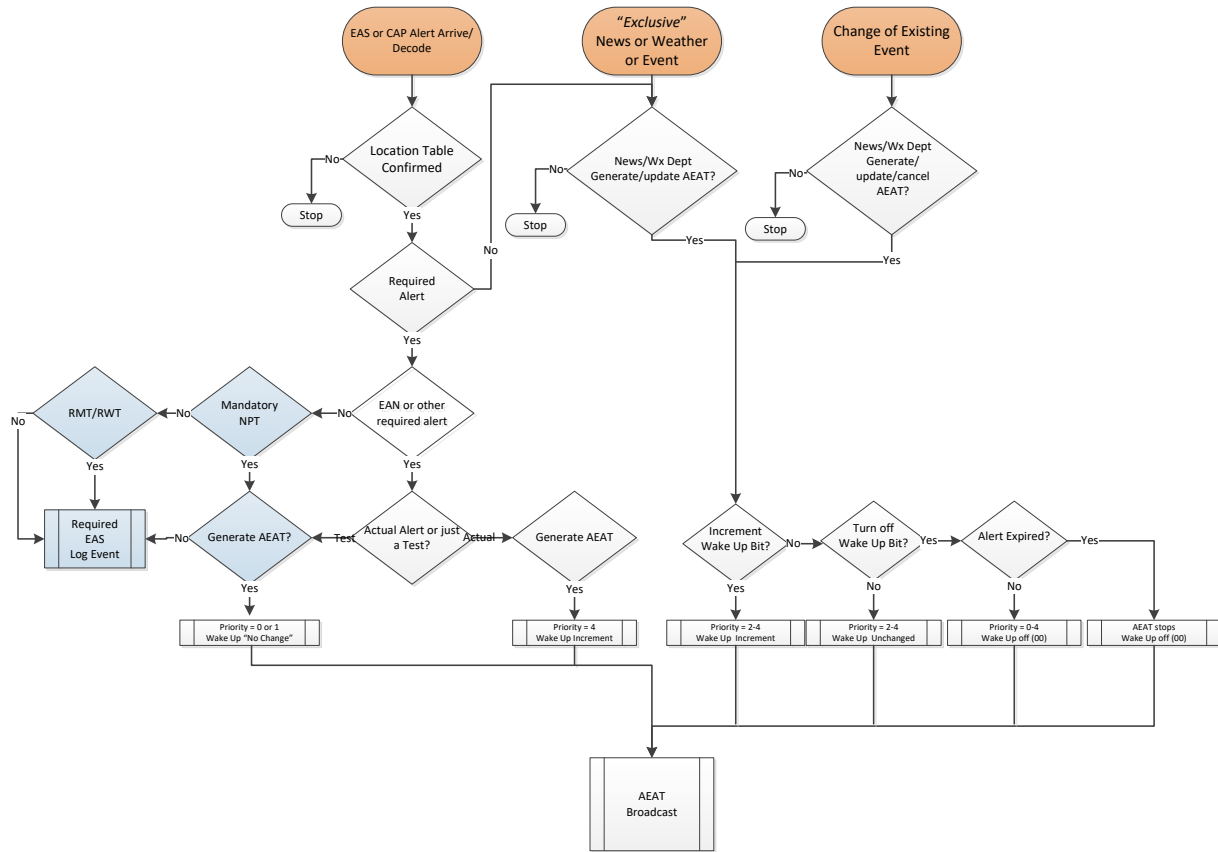 EAS or CAP Alert Arrive/
Decode
“Exclusive”
News or Weather
or Event
Change of Existing
Event
Location Table
Confirmed
No
Stop
Yes
News/Wx Dept
Generate/update AEAT?
No
Stop
Yes
News/Wx Dept
Generate/
update/cancel
AEAT?
No
Stop
Yes
Required
Alert
No
Yes
RMT/RWT
No
Yes
No
Mandatory
NPT
Yes
No
EAN or other
required alert
Yes
Required
EAS
Log Event
No
Generate AEAT?
Yes
Test
Actual Alert or just
a Test?
Actual
Generate AEAT
Yes
Increment
Wake Up Bit?
No
Yes
Turn off
Wake Up Bit?
Yes
No
Alert Expired?
Yes
No
Priority = 0 or 1
Wake Up “No Change”
Priority = 4
Wake Up Increment
Priority = 2-4
Wake Up Increment
Priority = 2-4
Wake Up Unchanged
Priority = 0-4
Wake Up off (00)
AEAT stops
Wake Up off (00)
AEAT
Broadcast